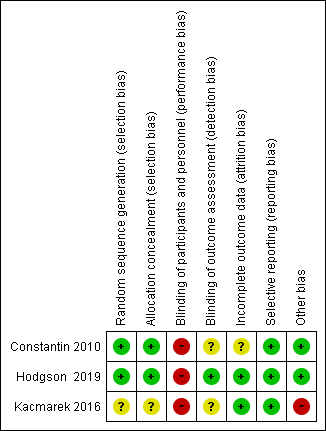 Random sequence generation (selection bias)
Allocation concealment (selection bias)
Blinding of participants and personnel (performance bias)
Blinding of outcome assessment (detection bias)
Incomplete outcome data (attrition bias)
Selective reporting (reporting bias)
Other bias
Constantin 2010 + + - ? ? + +
Hodgson 2019 + + - + + + +
Kacmarek 2016 ? ? - ? + + -